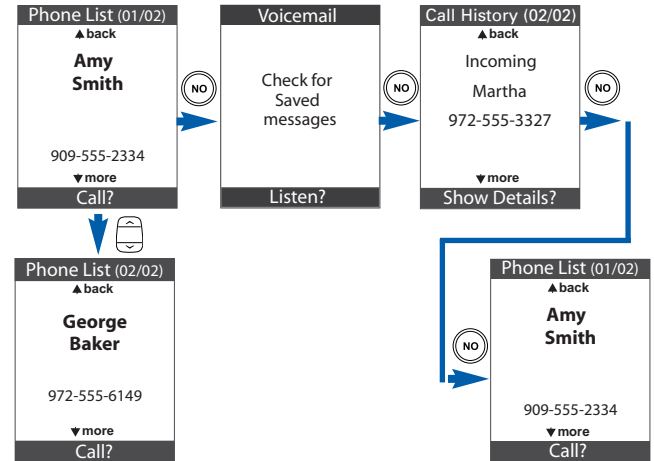 Phone List (01/02)
▲ back
Amy
Smith
909-555-2334
▼ more
Call?
NO
Voicemail
Check for
Saved
messages
Listen?
NO
Call History (02/02)
▲ back
Incoming
Martha
972-555-3327
▼ more
Show Details?
NO
Phone List (02/02)
▲ back
George
Baker
972-555-6149
▼ more
Call?
NO
Phone List (01/02)
▲ back
Amy
Smith
909-555-2334
▼ more
Call?